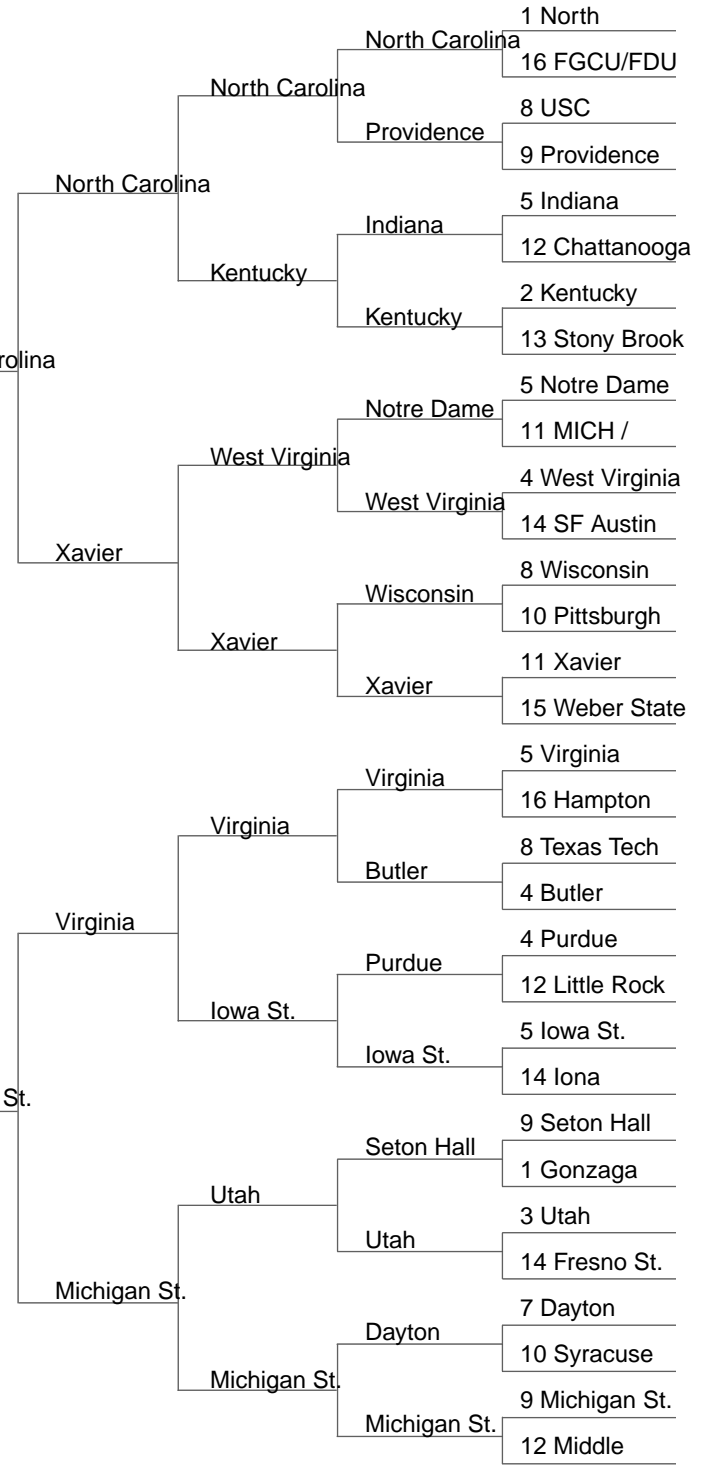 1 North
North Carolina
16 FGCU/FDU
North Carolina
8 USC
Providence
9 Providence
North Carolina
5 Indiana
Indiana
12 Chattanooga
Kentucky
2 Kentucky
Kentucky
13 Stony Brook
rolina
5 Notre Dame
Notre Dame
11 MICH /
West Virginia
4 West Virginia
West Virginia
14 SF Austin
Xavier
8 Wisconsin
Wisconsin
10 Pittsburgh
Xavier
11 Xavier
Xavier
15 Weber State
5 Virginia
Virginia
16 Hampton
Virginia
8 Texas Tech
Butler
4 Butler
Virginia
4 Purdue
Purdue
12 Little Rock
Iowa St.
5 Iowa St.
Iowa St.
14 Iona
St.
9 Seton Hall
Seton Hall
1 Gonzaga
Utah
3 Utah
Utah
14 Fresno St.
Michigan St.
7 Dayton
Dayton
10 Syracuse
Michigan St.
9 Michigan St.
Michigan St.
12 Middle